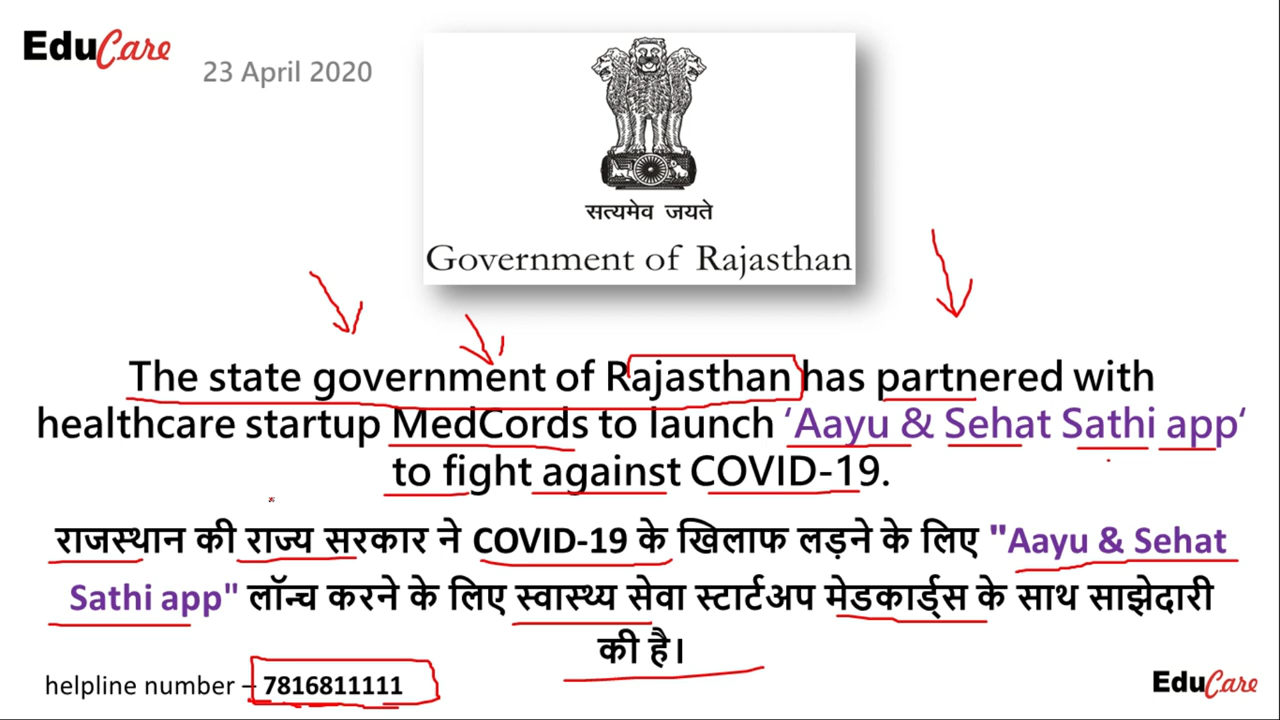 EduCare
23 April 2020
सत्यमेव जयते
Government of Rajasthan
The state government of Rajasthan has partnered with
healthcare startup MedCords to launch ‘Aayu & Sehat Sathi app‘
to fight against COVID-19.
राजस्थान की राज्य सरकार ने COVID-19 के खिलाफ लड़ने के लिए "Aayu & Sehat
Sathi app" लॉन्च करने के लिए स्वास्थ्य सेवा स्टार्टअप मेडकार्ड्स के साथ साझेदारी
की है।
helpline number – 7816811111
EduCare